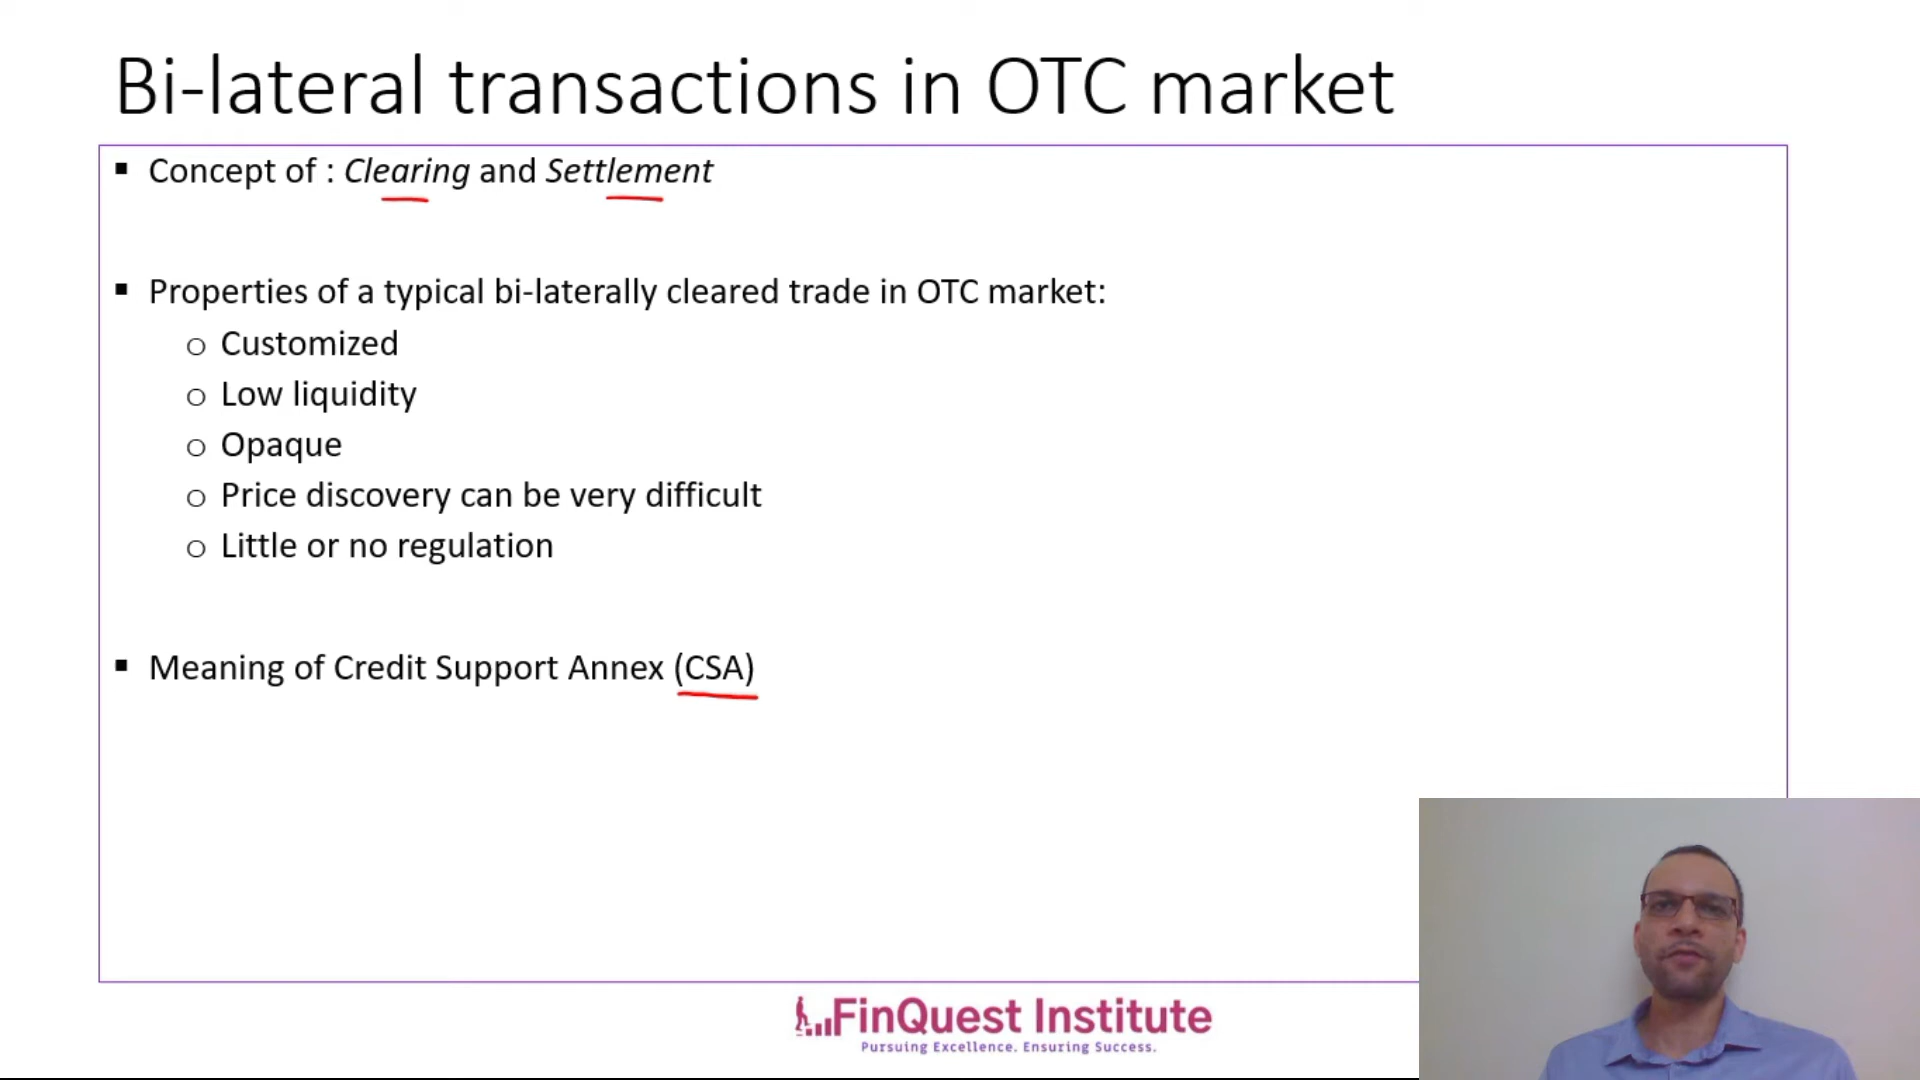 Bi-lateral transactions in OTC market
▪ Concept of : Clearing and Settlement
▪ Properties of a typical bi-laterally cleared trade in OTC market:
o Customized
o Low liquidity
o Opaque
o Price discovery can be very difficult
o Little or no regulation
▪ Meaning of Credit Support Annex (CSA)
FinQuest Institute
Pursuing Excellence. Ensuring Success.